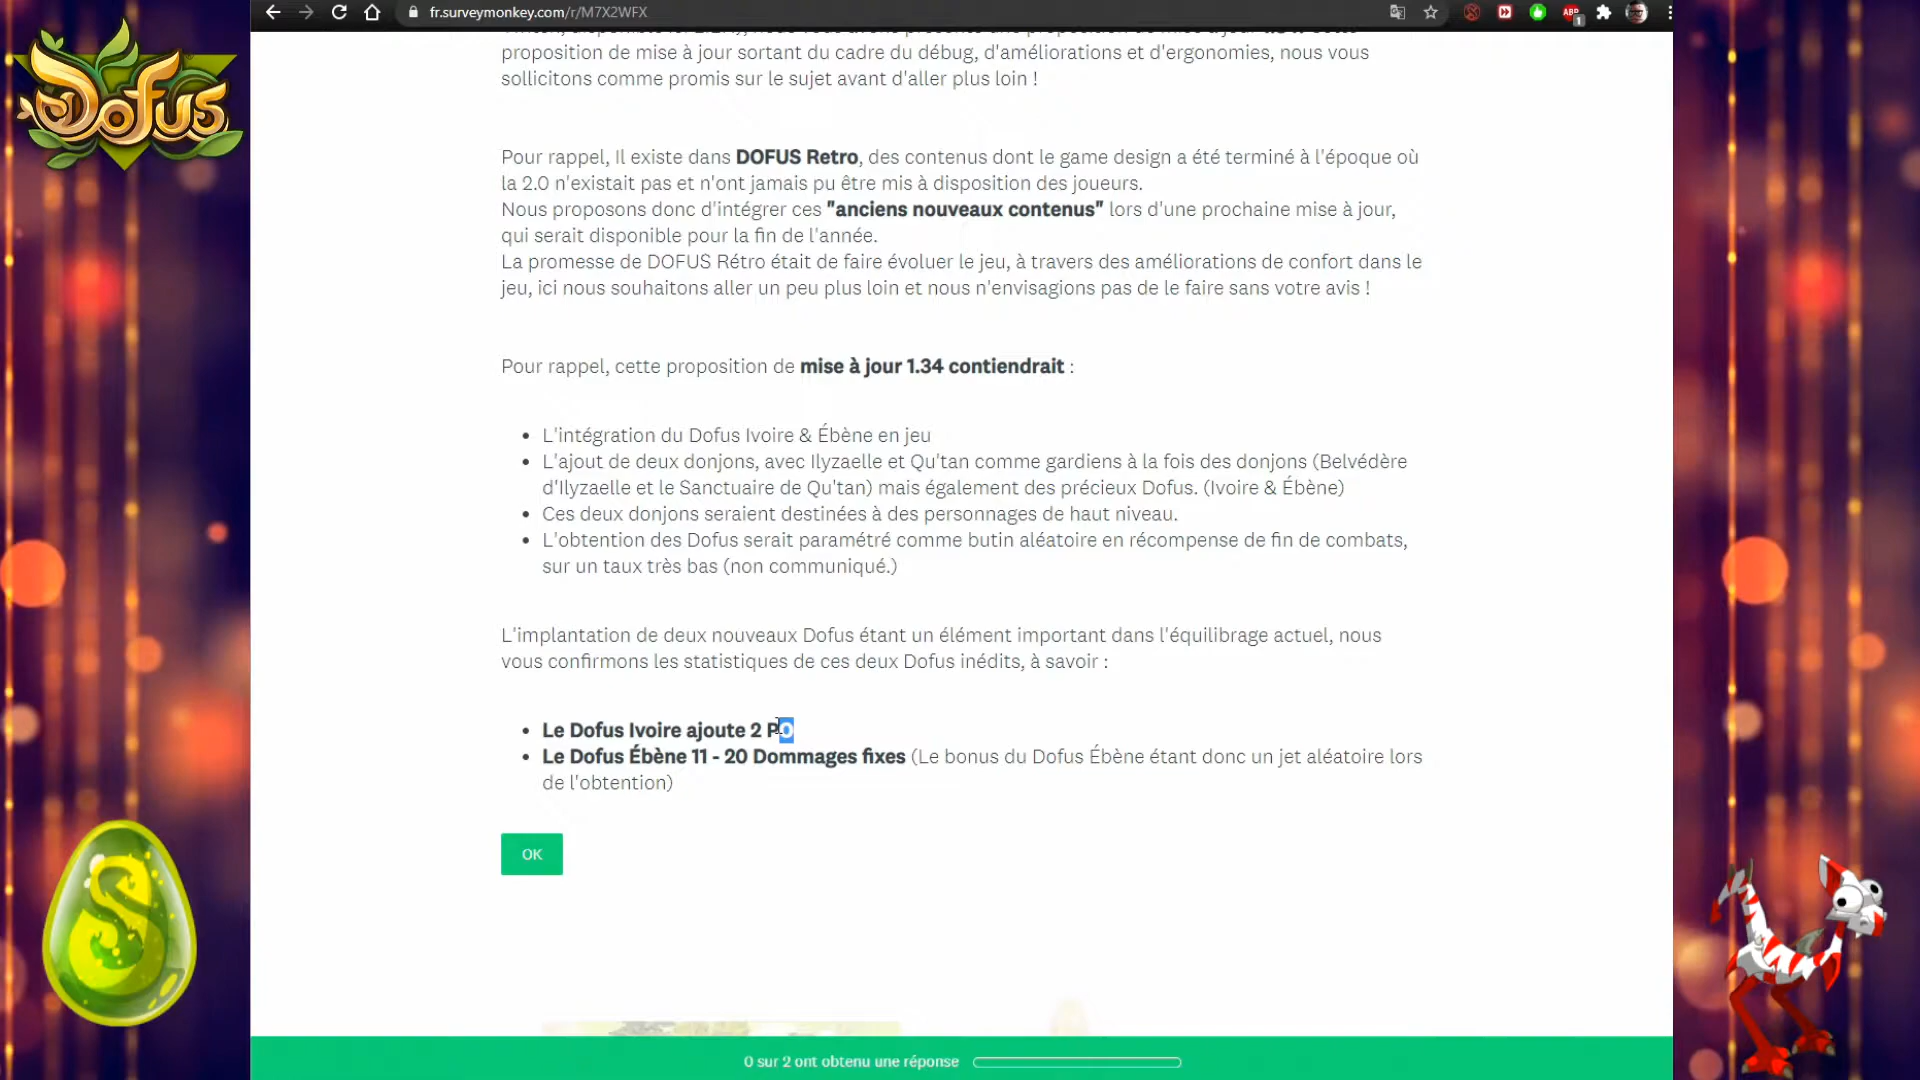 fr.surveymonkey.com/r/M7X2WFX
ABP
1
proposition de mise à jour sortant du cadre du débug, d'améliorations et d'ergonomies, nous vous
sollicitons comme promis sur le sujet avant d'aller plus loin !
Pour rappel, Il existe dans DOFUS Retro, des contenus dont le game design a été terminé à l'époque où
la 2.0 n'existait pas et n'ont jamais pu être mis à disposition des joueurs.
Nous proposons donc d'intégrer ces "anciens nouveaux contenus" lors d'une prochaine mise à jour,
qui serait disponible pour la fin de l'année.
La promesse de DOFUS Rétro était de faire évoluer le jeu, à travers des améliorations de confort dans le
jeu, ici nous souhaitons aller un peu plus loin et nous n'envisagions pas de le faire sans votre avis !
Pour rappel, cette proposition de mise à jour 1.34 contiendrait :
• L'intégration du Dofus Ivoire & Ébène en jeu
• L'ajout de deux donjons, avec Ilyzaelle et Qu'tan comme gardiens à la fois des donjons (Belvédère
d'Ilyzaelle et le Sanctuaire de Qu'tan) mais également des précieux Dofus. (Ivoire & Ébène)
• Ces deux donjons seraient destinées à des personnages de haut niveau.
• L'obtention des Dofus serait paramétré comme butin aléatoire en récompense de fin de combats,
sur un taux très bas (non communiqué.)
L'implantation de deux nouveaux Dofus étant un élément important dans l'équilibrage actuel, nous
vous confirmons les statistiques de ces deux Dofus inédits, à savoir :
• Le Dofus Ivoire ajoute 2 PO
• Le Dofus Ébène 11 - 20 Dommages fixes (Le bonus du Dofus Ébène étant donc un jet aléatoire lors
de l'obtention)
OK
0 sur 2 ont obtenu une réponse
DOFUS